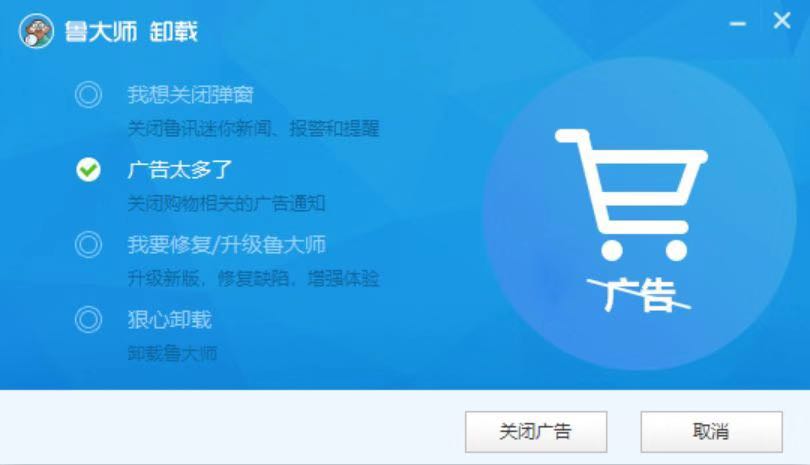 鲁大师 卸载
我想关闭弹窗
关闭鲁讯迷你新闻、报警和提醒
广告太多了
关闭购物相关的广告通知
我要修复/升级鲁大师
升级新版，修复缺陷，增强体验
狠心卸载
卸载鲁大师
广告
关闭广告
取消